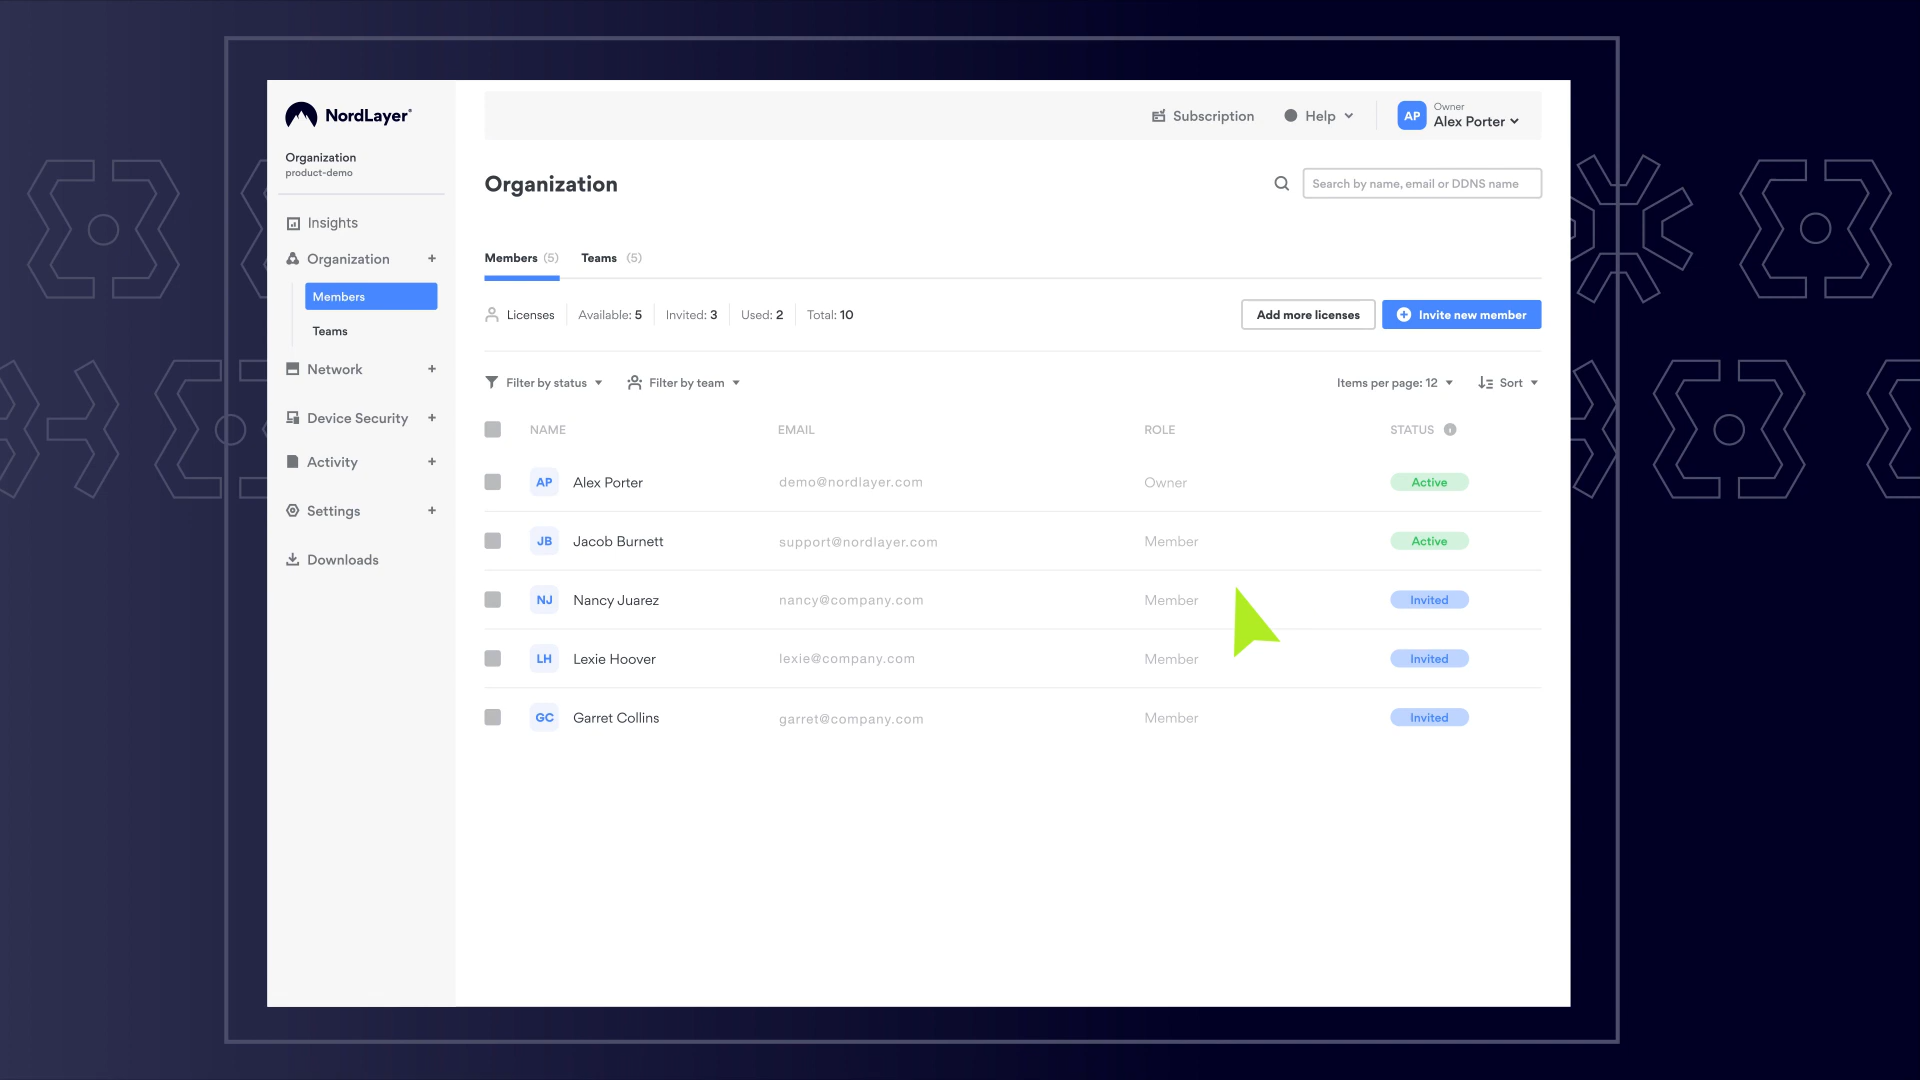 NordLayer®
Organization
product-demo
Insights
Organization +
Members
Teams
Network +
Device Security +
Activity +
Settings +
Downloads
Subscription
Help
AP
Owner
Alex Porter
Organization
Search by name, email or DDNS name
Members (5)
Teams (5)
Licenses
Available: 5
Invited: 3
Used: 2
Total: 10
Add more licenses
Invite new member
Filter by status
Filter by team
Items per page: 12
Sort
NAME EMAIL ROLE STATUS
AP Alex Porter demo@nordlayer.com Owner Active
JB Jacob Burnett support@nordlayer.com Member Active
NJ Nancy Juarez nancy@company.com Member Invited
LH Lexie Hoover lexie@company.com Member Invited
GC Garret Collins garret@company.com Member Invited